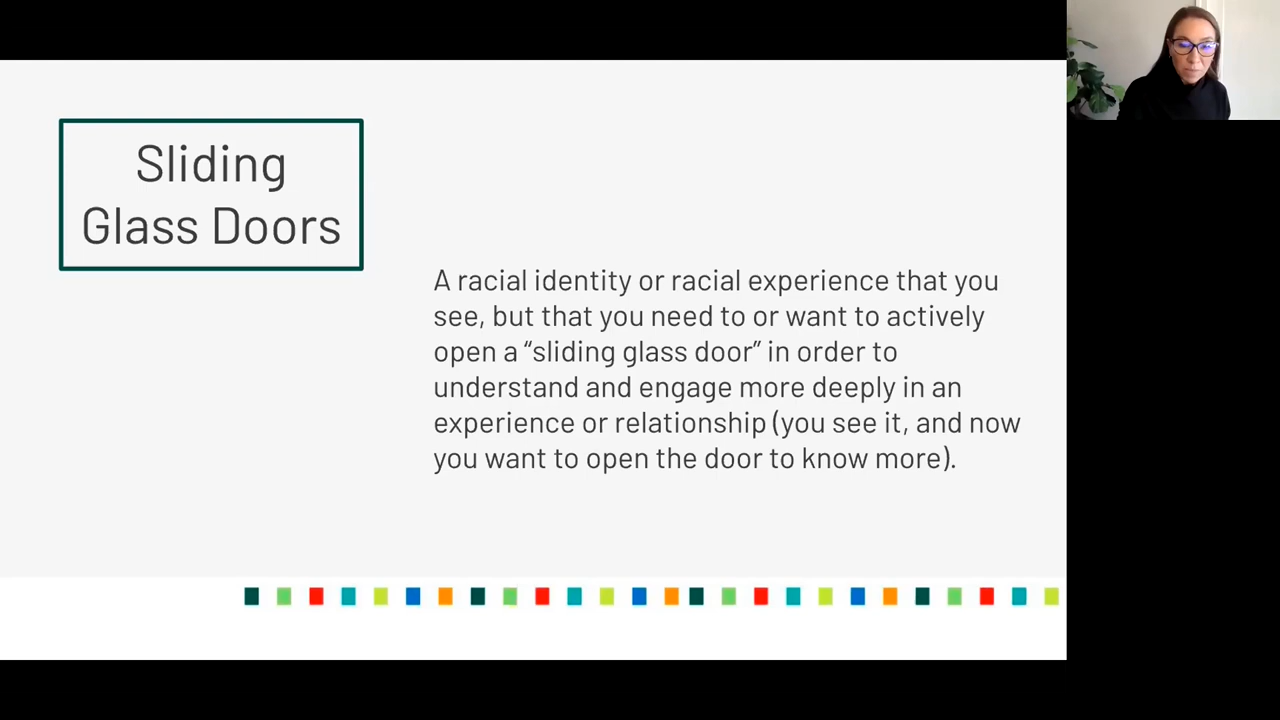 Sliding
Glass Doors
A racial identity or racial experience that you
see, but that you need to or want to actively
open a “sliding glass door” in order to
understand and engage more deeply in an
experience or relationship (you see it, and now
you want to open the door to know more).